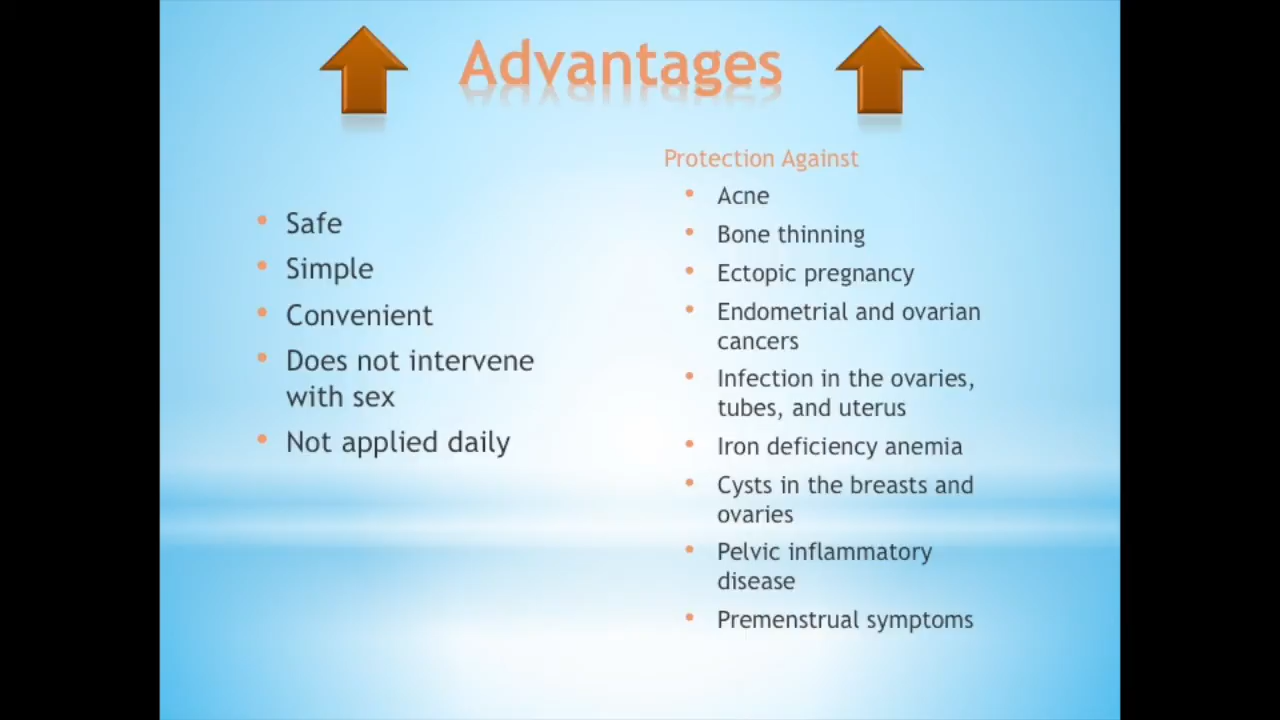 Advantages
• Safe
• Simple
• Convenient
• Does not intervene
with sex
• Not applied daily
Protection Against
• Acne
• Bone thinning
• Ectopic pregnancy
• Endometrial and ovarian
cancers
• Infection in the ovaries,
tubes, and uterus
• Iron deficiency anemia
• Cysts in the breasts and
ovaries
• Pelvic inflammatory
disease
• Premenstrual symptoms